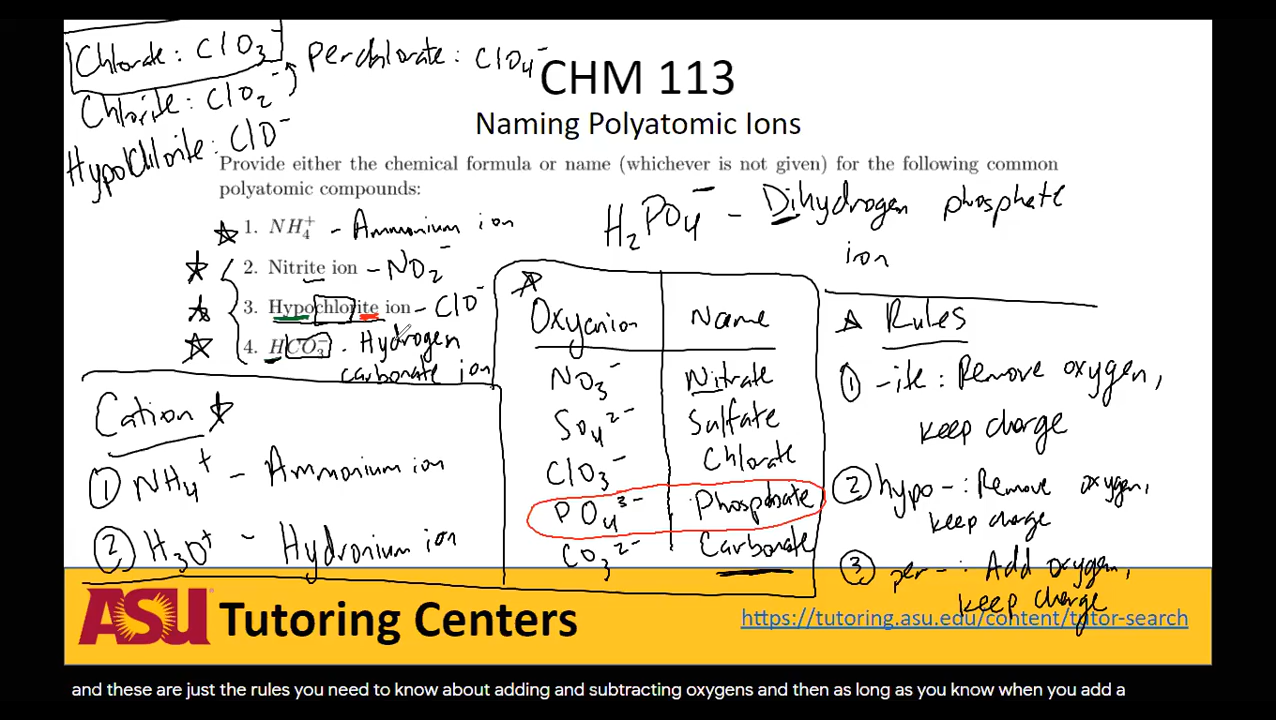 Chlorate: ClO3-
perchlorate: ClO4-
Chlorite: ClO2-
Hypochlorite: ClO-
CHM 113
Naming Polyatomic Ions
Provide either the chemical formula or name (whichever is not given) for the following common
polyatomic compounds:
1. NH4+ - Ammonium ion
2. Nitrite ion - NO2-
3. Hypochlorite ion - ClO-
4. HCO3- - Hydrogen
carbonate ion
H2PO4- - Dihydrogen phosphate
ion
Cation
① NH4+ - Ammonium ion
② H3O+ - Hydronium ion
Oxyanion Name
NO3- Nitrate
SO4 2- Sulfate
ClO3- Chlorate
PO4 3- Phosphate
CO3 2- Carbonate
Rules
① -ite: Remove oxygen,
keep charge
② hypo-: Remove oxygen,
keep charge
③ per-: Add oxygen,
keep charge
ASU Tutoring Centers
https://tutoring.asu.edu/content/tutor-search
and these are just the rules you need to know about adding and subtracting oxygens and then as long as you know when you add a